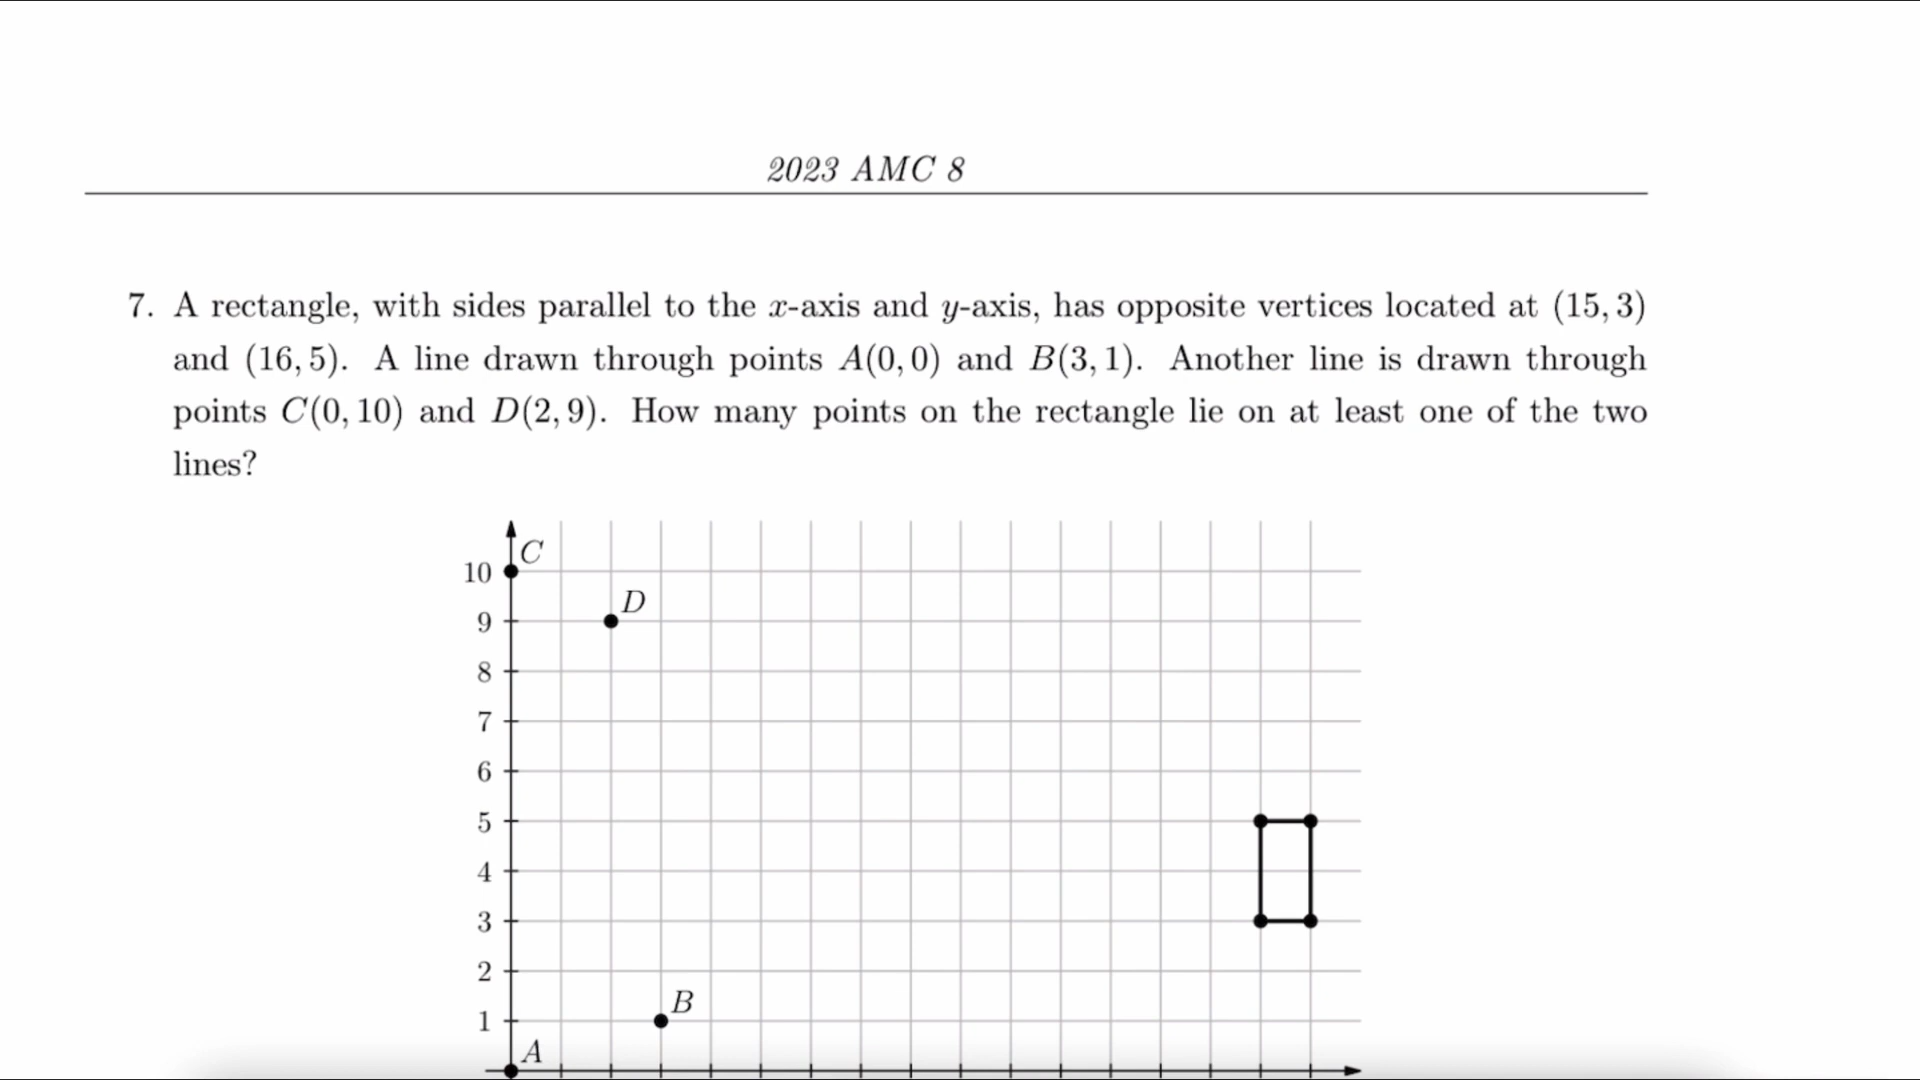 2023 AMC 8
7. A rectangle, with sides parallel to the x-axis and y-axis, has opposite vertices located at (15, 3)
and (16, 5). A line drawn through points A(0, 0) and B(3, 1). Another line is drawn through
points C(0, 10) and D(2, 9). How many points on the rectangle lie on at least one of the two
lines?
C
10
D
9
8
7
6
5
4
3
2
B
1
A